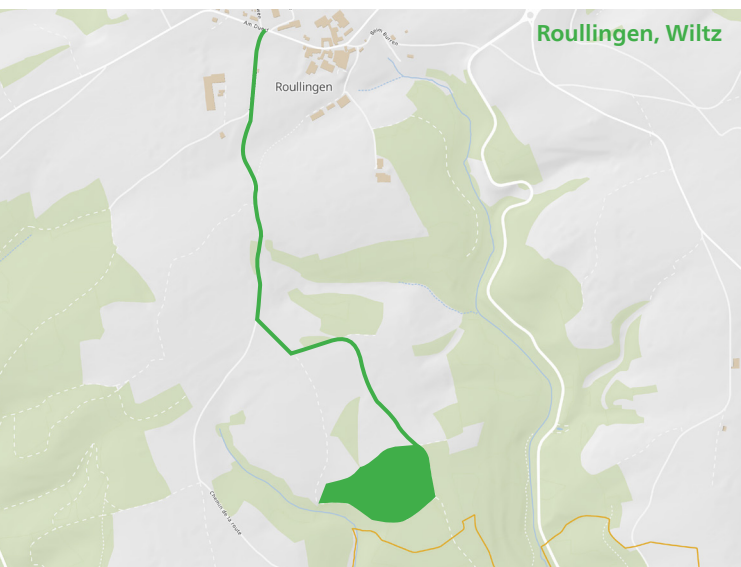 Roullingen, Wiltz
Am Duerf
Beim Burren
Roullingen
Chemin de la route